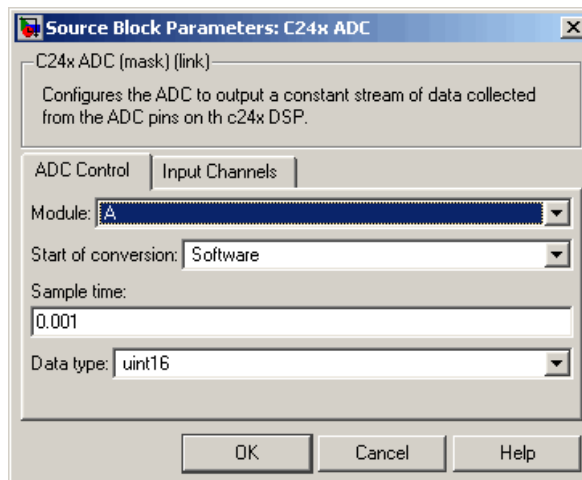 Source Block Parameters: C24x ADC
C24x ADC (mask) (link)
Configures the ADC to output a constant stream of data collected
from the ADC pins on th c24x DSP.
ADC Control Input Channels
Module: A
Start of conversion: Software
Sample time:
0.001
Data type: uint16
OK Cancel Help